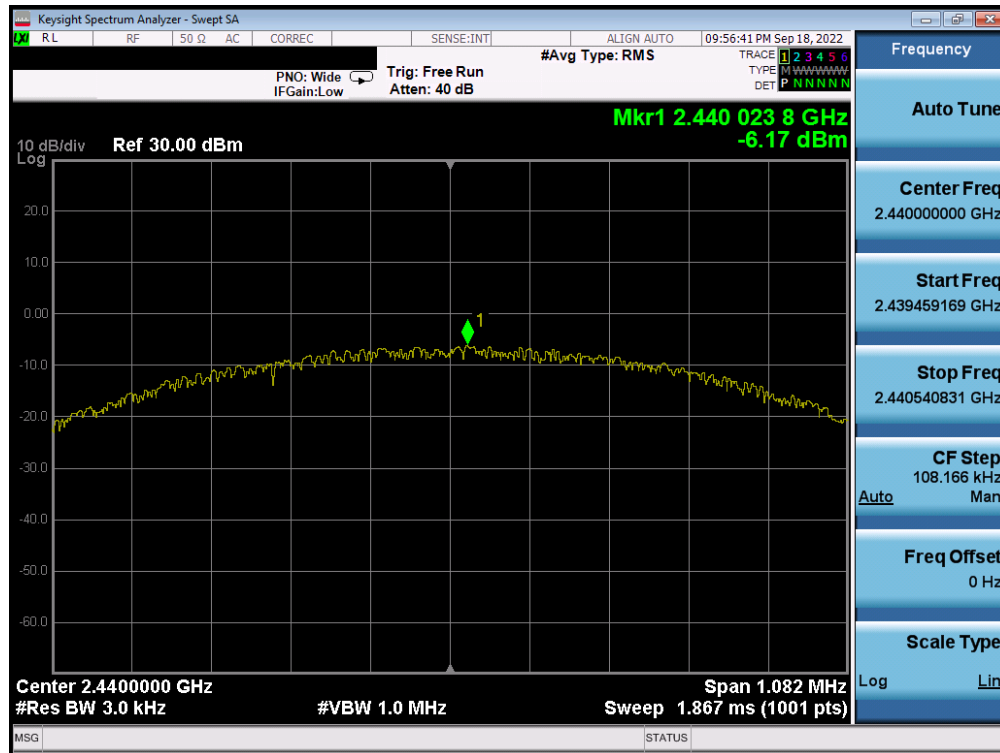 Keysight Spectrum Analyzer - Swept SA
LXI RL RF 50 Ω AC CORREC SENSE:INT ALIGN AUTO 09:56:41 PM Sep 18, 2022
#Avg Type: RMS
TRACE 1 2 3 4 5 6
PNO: Wide Trig: Free Run
TYPE M WWWWW
IFGain:Low Atten: 40 dB
DET P N N N N N
Mkr1 2.440 023 8 GHz
-6.17 dBm
10 dB/div Ref 30.00 dBm
Log
20.0
10.0
0.00
-10.0
-20.0
-30.0
-40.0
-50.0
-60.0
1
Center 2.4400000 GHz Span 1.082 MHz
#Res BW 3.0 kHz #VBW 1.0 MHz Sweep 1.867 ms (1001 pts)
MSG STATUS
Frequency
Auto Tune
Center Freq
2.440000000 GHz
Start Freq
2.439459169 GHz
Stop Freq
2.440540831 GHz
CF Step
108.166 kHz
Auto Man
Freq Offset
0 Hz
Scale Type
Log Lin